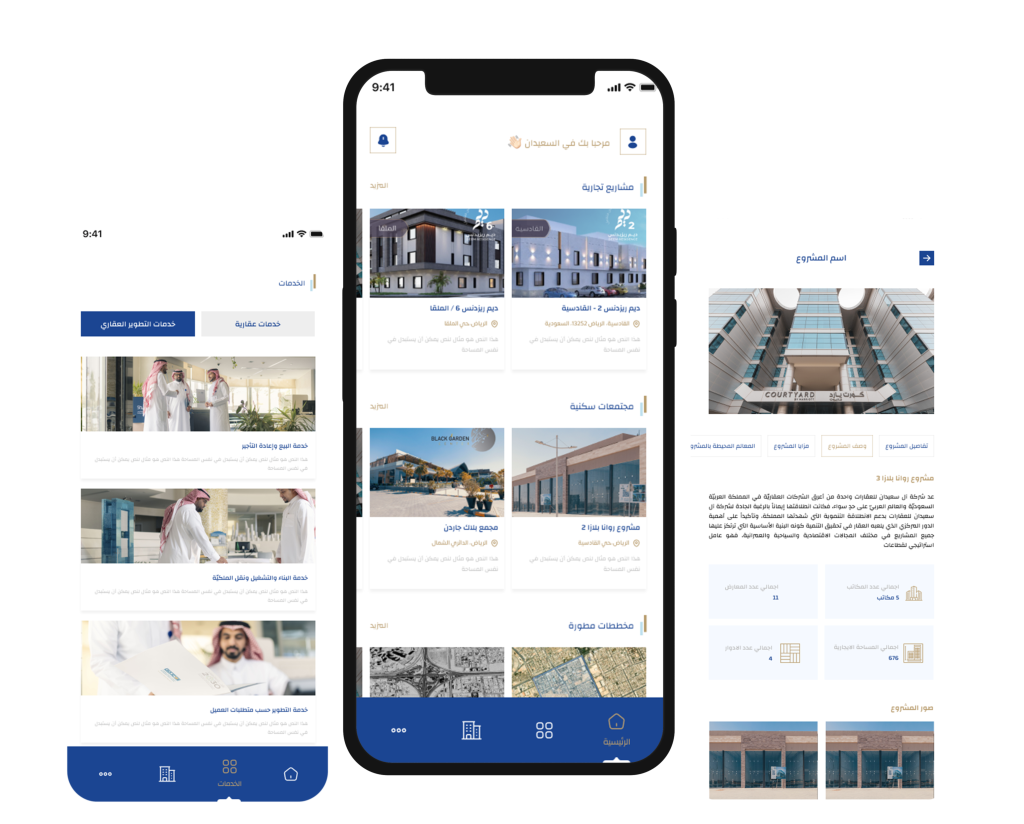 9:41
الخدمات
خدمات عقارية
خدمات التطوير العقاري
خدمة البيع وإعادة التأجير
هذا النص هو مثال لنص يمكن أن يستبدل في نفس المساحة هذا النص هو مثال لنص يمكن أن يستبدل
في نفس المساحة
خدمة البناء والتشغيل ونقل الملكيّة
هذا النص هو مثال لنص يمكن أن يستبدل في نفس المساحة هذا النص هو مثال لنص يمكن أن يستبدل
في نفس المساحة
خدمة التطوير حسب متطلبات العميل
هذا النص هو مثال لنص يمكن أن يستبدل في نفس المساحة هذا النص هو مثال لنص يمكن أن يستبدل
في نفس المساحة
الخدمات
9:41
مرحبا بك في السعيدان 👋
مشاريع تجارية
المزيد
القادسية
2
ديم ريزدنس 2 - القادسية
القادسية، الرياض 13252، السعودية
هذا النص هو مثال لنص يمكن أن يستبدل في
نفس المساحة
الملقا
6
ديم ريزدنس 6 / الملقا
الرياض،حي الملقا
هذا النص هو مثال لنص يمكن أن يستبدل في
نفس المساحة
مجتمعات سكنية
المزيد
مشروع روانا بلازا 2
الرياض،حي القادسية
هذا النص هو مثال لنص يمكن أن يستبدل في
نفس المساحة
BLACK GARDEN
مجمع بلاك جاردن
الرياض، الدائري الشمال
هذا النص هو مثال لنص يمكن أن يستبدل في
نفس المساحة
مخططات مطورة
المزيد
الرئيسية
اسم المشروع
COURTYARD
BY MARRIOTT
كورت يارد
تفاصيل المشروع
وصف المشروع
مزايا المشروع
المعالم المحيطة بالمشرو
مشروع روانا بلازا 3
عد شركة ال سعيدان للعقارات واحدة من أعرق الشركات العقاريّة في المملكة العربيّة
السعوديّة والعالم العربيّ على حدٍ سواء، فكانت انطلاقتها إيماناً بالرغبة الجادة لشركة ال
سعيدان للعقارات بدعم الانطلاقة التنموية التي شهدتها المملكة، وتأكيداً على أهمية
الدور المركزي الذي يلعبه العقار في تحقيق التنمية كونه البنية الأساسية التي ترتكز عليها
جميع المشاريع في مختلف المجالات الاقتصادية والسياحية والعمرانية، فهو عامل
استراتيجي لقطاعات
اجمالي عدد المكاتب
5 مكاتب
اجمالي عدد المعارض
11
اجمالي المساحة الايجارية
676
اجمالي عدد الادوار
4
صور المشروع